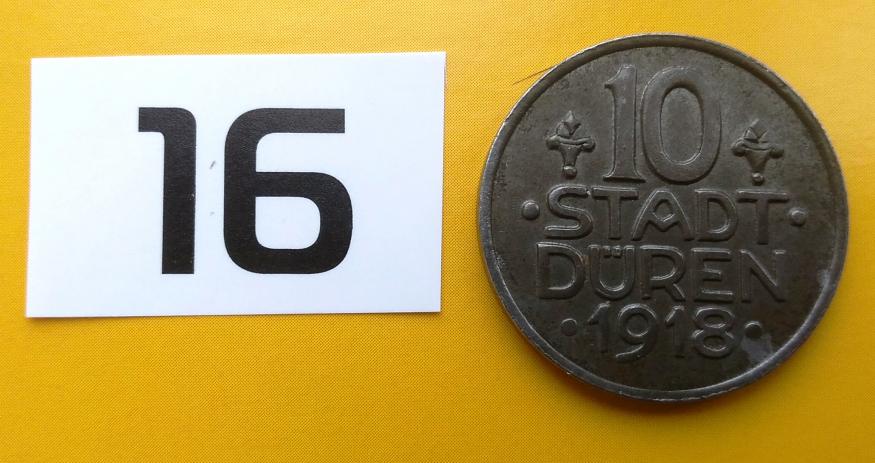 16
10
·STADT·
DÜREN
·1918·